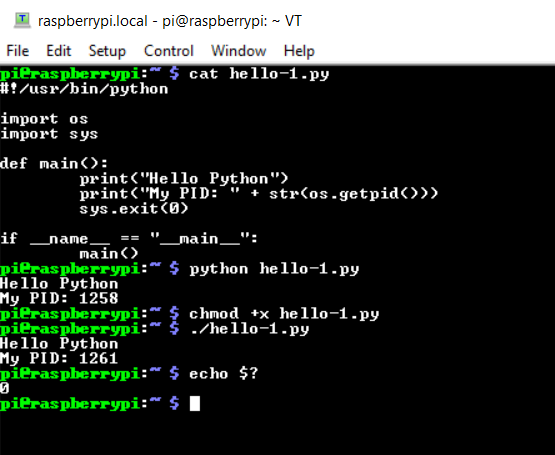 raspberrypi.local - pi@raspberrypi: ~ VT
File Edit Setup Control Window Help
pi@raspberrypi:~ $ cat hello-1.py
#!/usr/bin/python

import os
import sys

def main():
        print("Hello Python")
        print("My PID: " + str(os.getpid()))
        sys.exit(0)

if __name__ == "__main__":
        main()
pi@raspberrypi:~ $ python hello-1.py
Hello Python
My PID: 1258
pi@raspberrypi:~ $ chmod +x hello-1.py
pi@raspberrypi:~ $ ./hello-1.py
Hello Python
My PID: 1261
pi@raspberrypi:~ $ echo $?
0
pi@raspberrypi:~ $